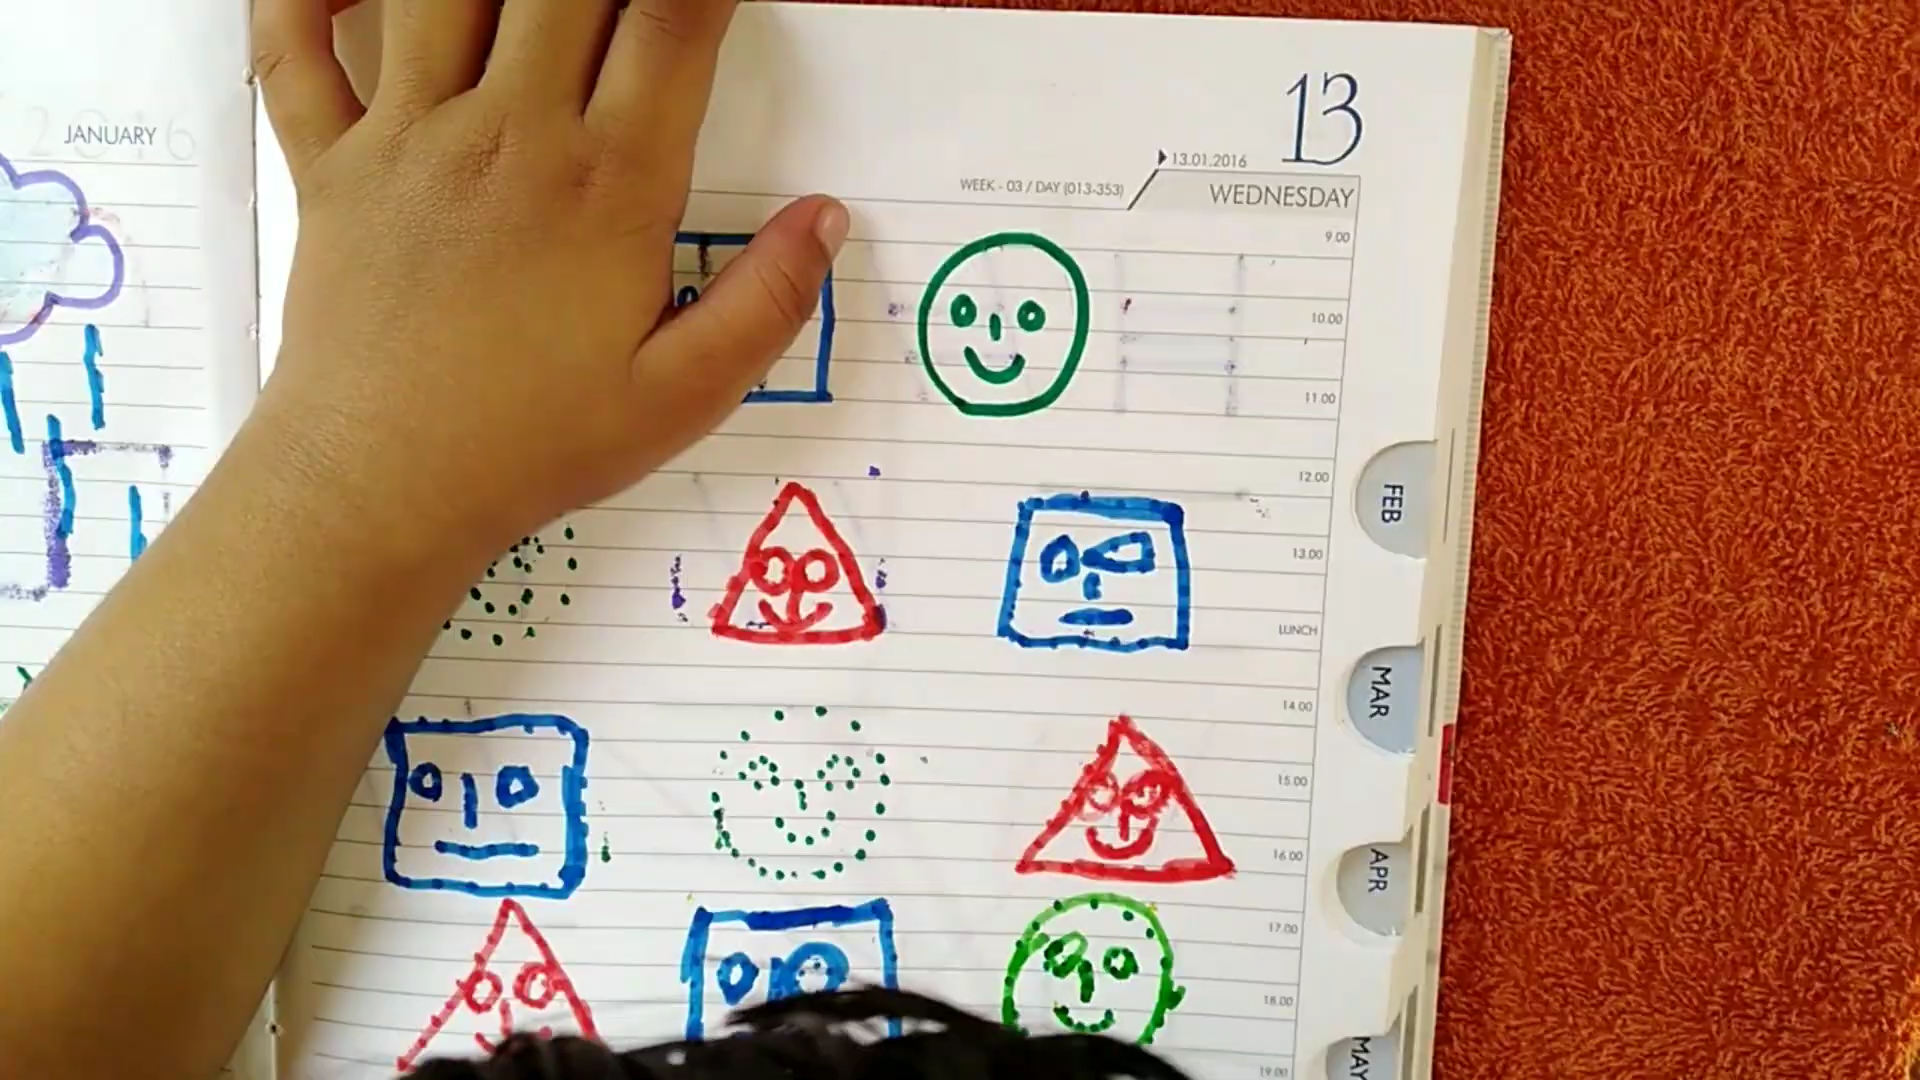 2016
JANUARY
13
13.01.2016
WEEK - 03 / DAY (013-353)
WEDNESDAY
9.00
10.00
11.00
12.00
13.00
LUNCH
14.00
15.00
16.00
17.00
18.00
19.00
FEB
MAR
APR
MAY